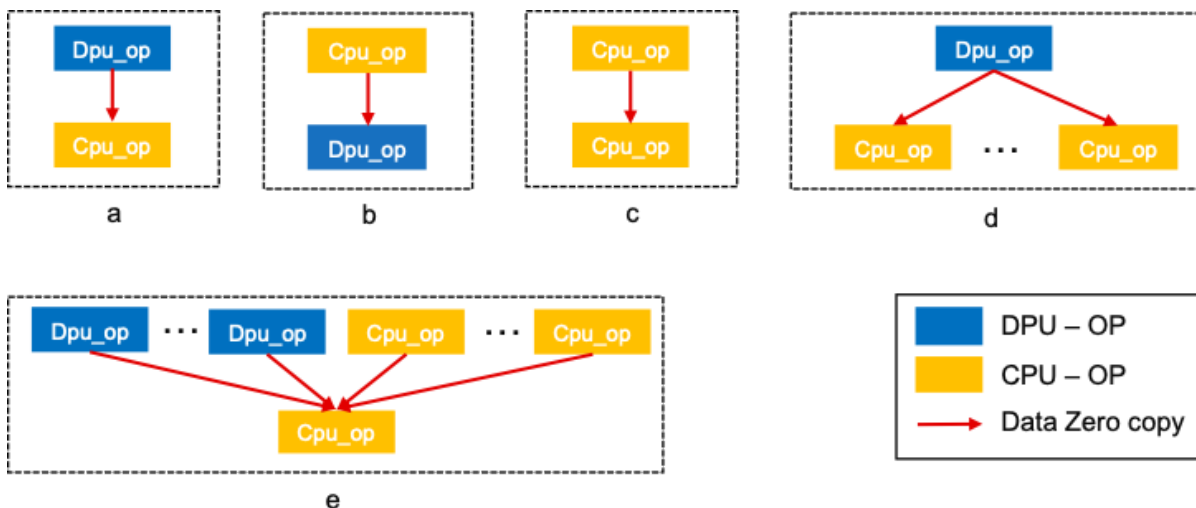 Dpu_op
Cpu_op
a
Cpu_op
Dpu_op
b
Cpu_op
Cpu_op
c
Dpu_op
Cpu_op ... Cpu_op
d
Dpu_op ... Dpu_op Cpu_op ... Cpu_op
Cpu_op
e
DPU – OP
CPU – OP
Data Zero copy